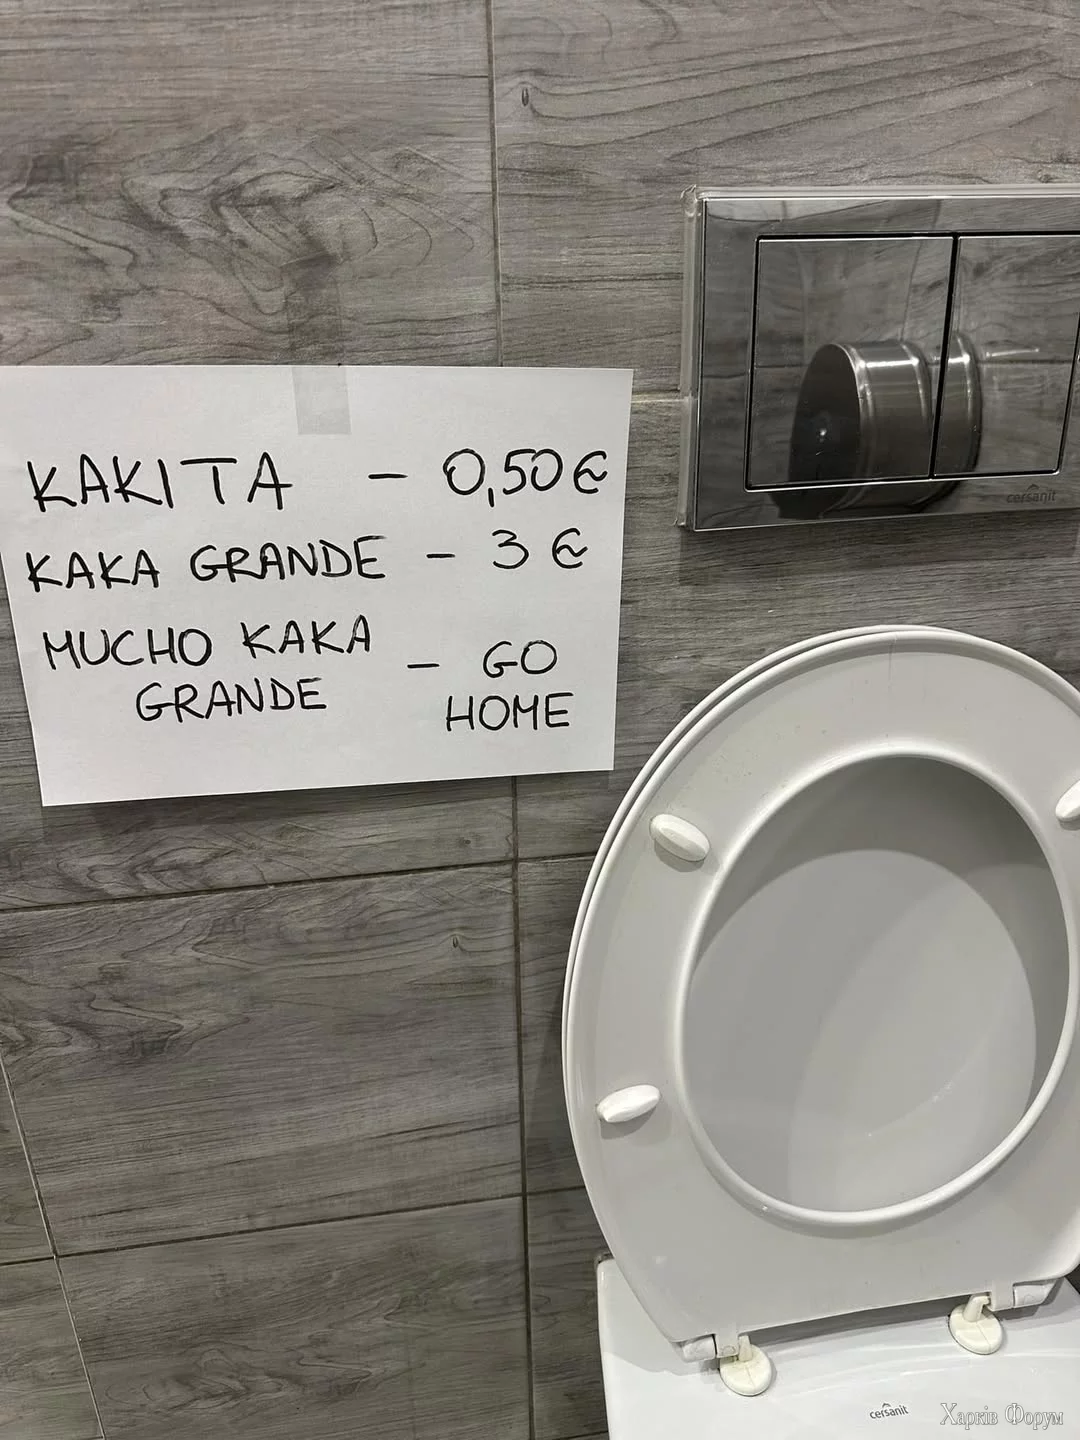 KAKITA – 0,50 €
KAKA GRANDE – 3 €
MUCHO KAKA GRANDE – GO HOME
cersanit
cersanit
Харків Форум